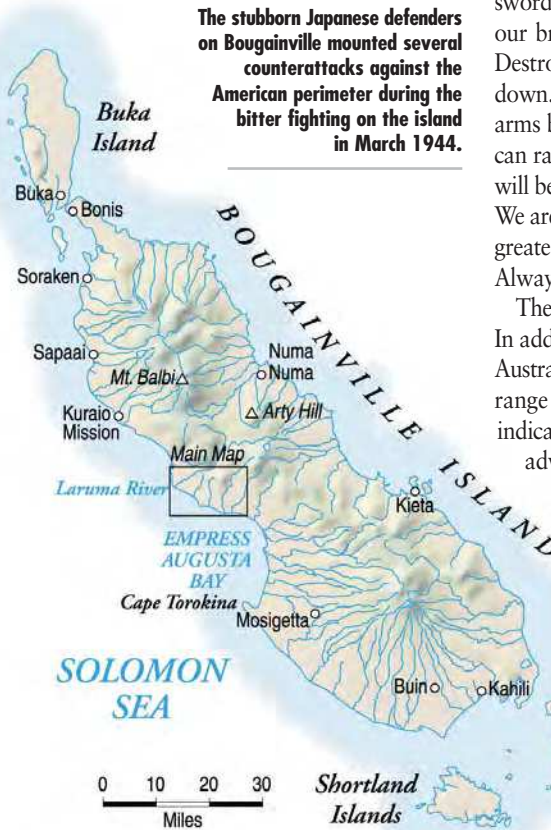 The stubborn Japanese defenders
on Bougainville mounted several
counterattacks against the
American perimeter during the
bitter fighting on the island
in March 1944.
sword
our br
Destro
down.
arms b
can ra
will be
We are
greate
Alway
The
In add
Austra
range
indica
adv
Buka
Island
Buka
Bonis
BOUGAINVILLE ISLAND
Soraken
Sapaai
Numa
Numa
Mt. Balbi
Arty Hill
Kuraio
Mission
Main Map
Laruma River
Kieta
EMPRESS
AUGUSTA
BAY
Cape Torokina
Mosigetta
SOLOMON
SEA
Buin
Kahili
0 10 20 30
Miles
Shortland
Islands